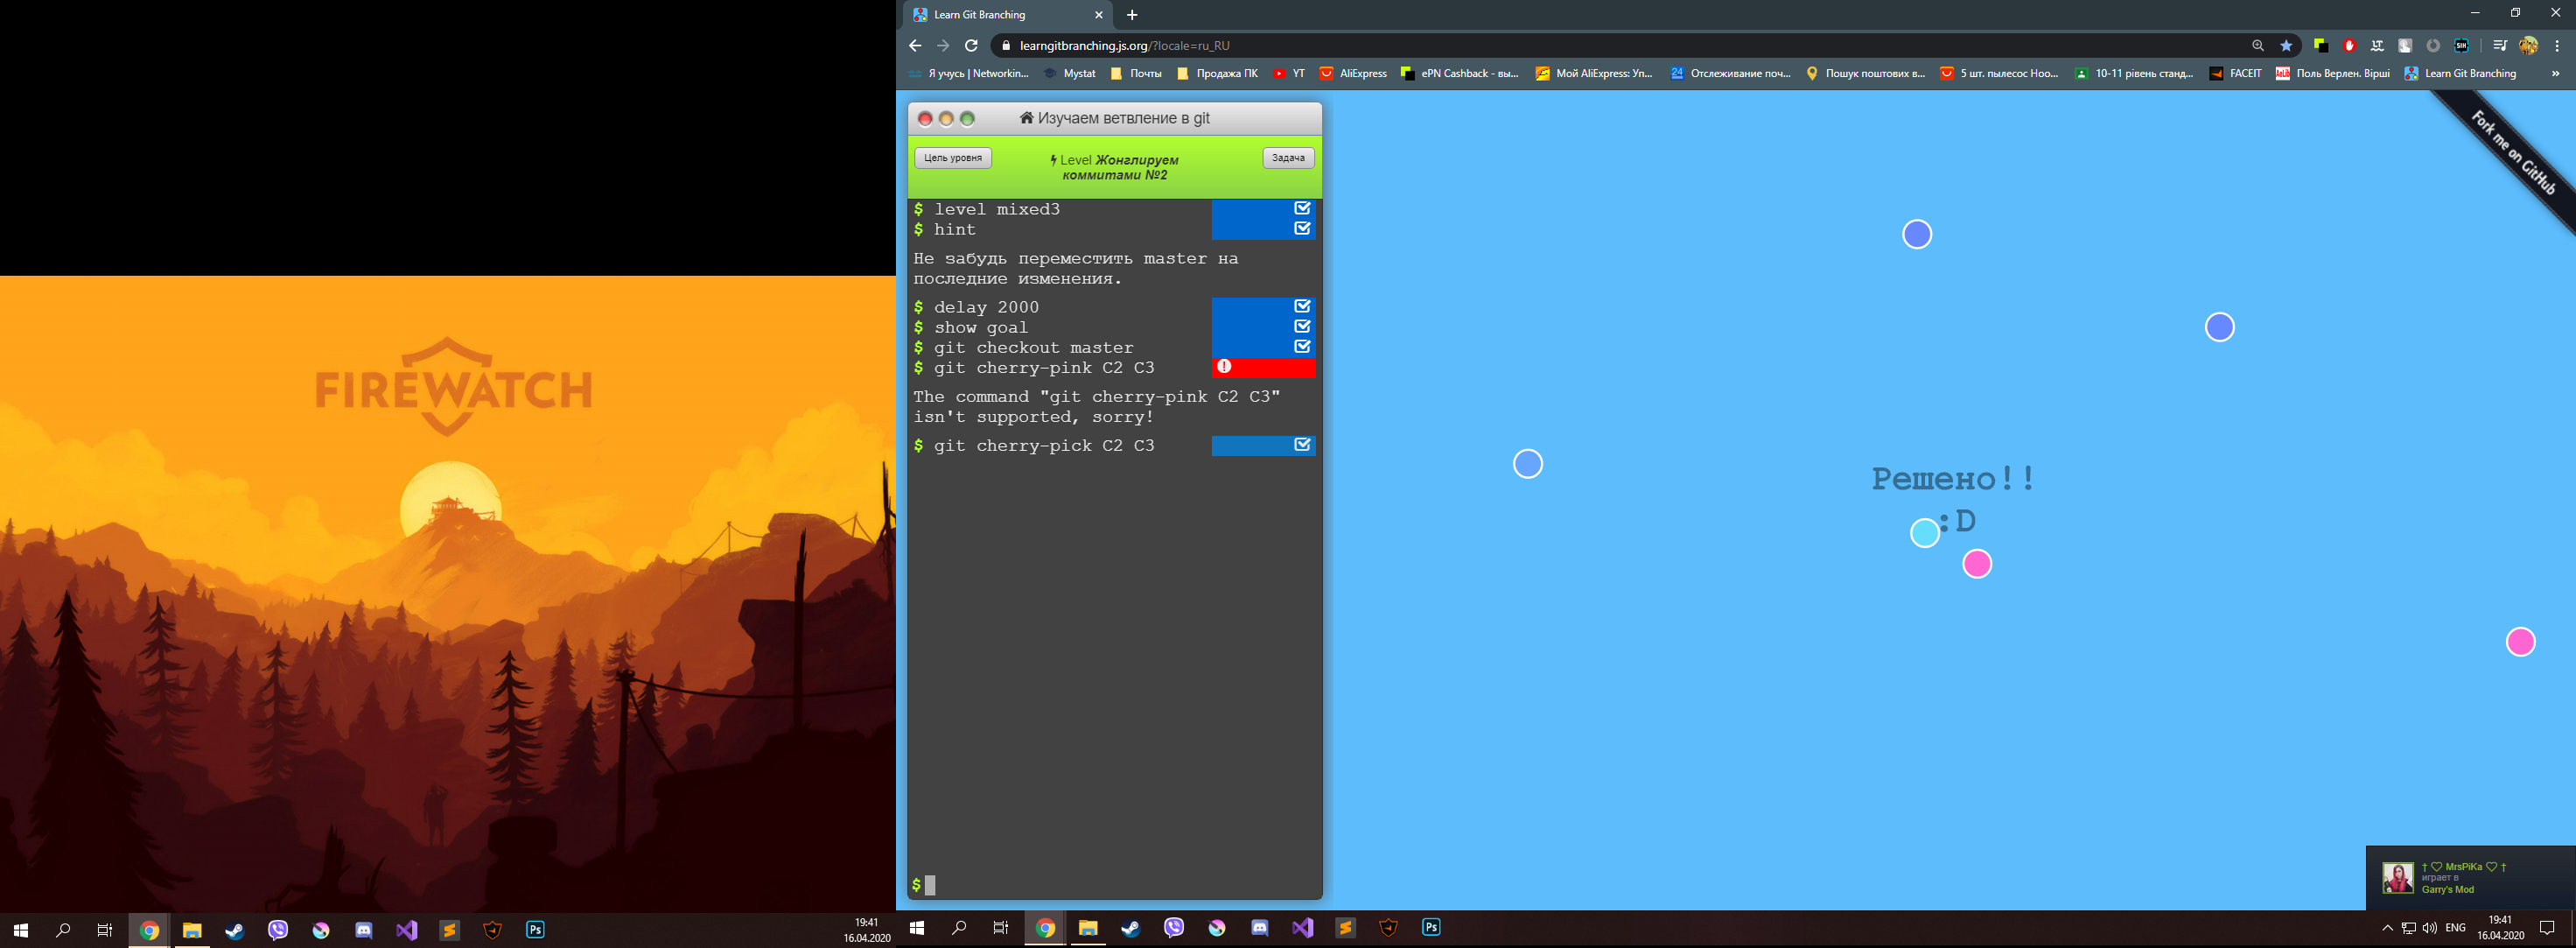 FIREWATCH
19:41
16.04.2020
Learn Git Branching
learngitbranching.js.org/?locale=ru_RU
Я учусь | Networkin...
Mystat
Почты
Продажа ПК
YT
AliExpress
ePN Cashback - вы...
Мой AliExpress: Уп...
Отслеживание поч...
Пошук поштових в...
5 шт. пылесос Hoo...
10-11 рівень станд...
FACEIT
Поль Верлен. Вірші
Learn Git Branching
»
Изучаем ветвление в git
Цель уровня
Level Жонглируем
коммитами №2
Задача
$ level mixed3
$ hint
Не забудь переместить master на
последние изменения.
$ delay 2000
$ show goal
$ git checkout master
$ git cherry-pink C2 C3
The command "git cherry-pink C2 C3"
isn't supported, sorry!
$ git cherry-pick C2 C3
$
Fork me on GitHub
Решено!!
:D
† ♡ MrsPiKa ♡ †
играет в
Garry's Mod
Ps
Ps
ENG
19:41
16.04.2020